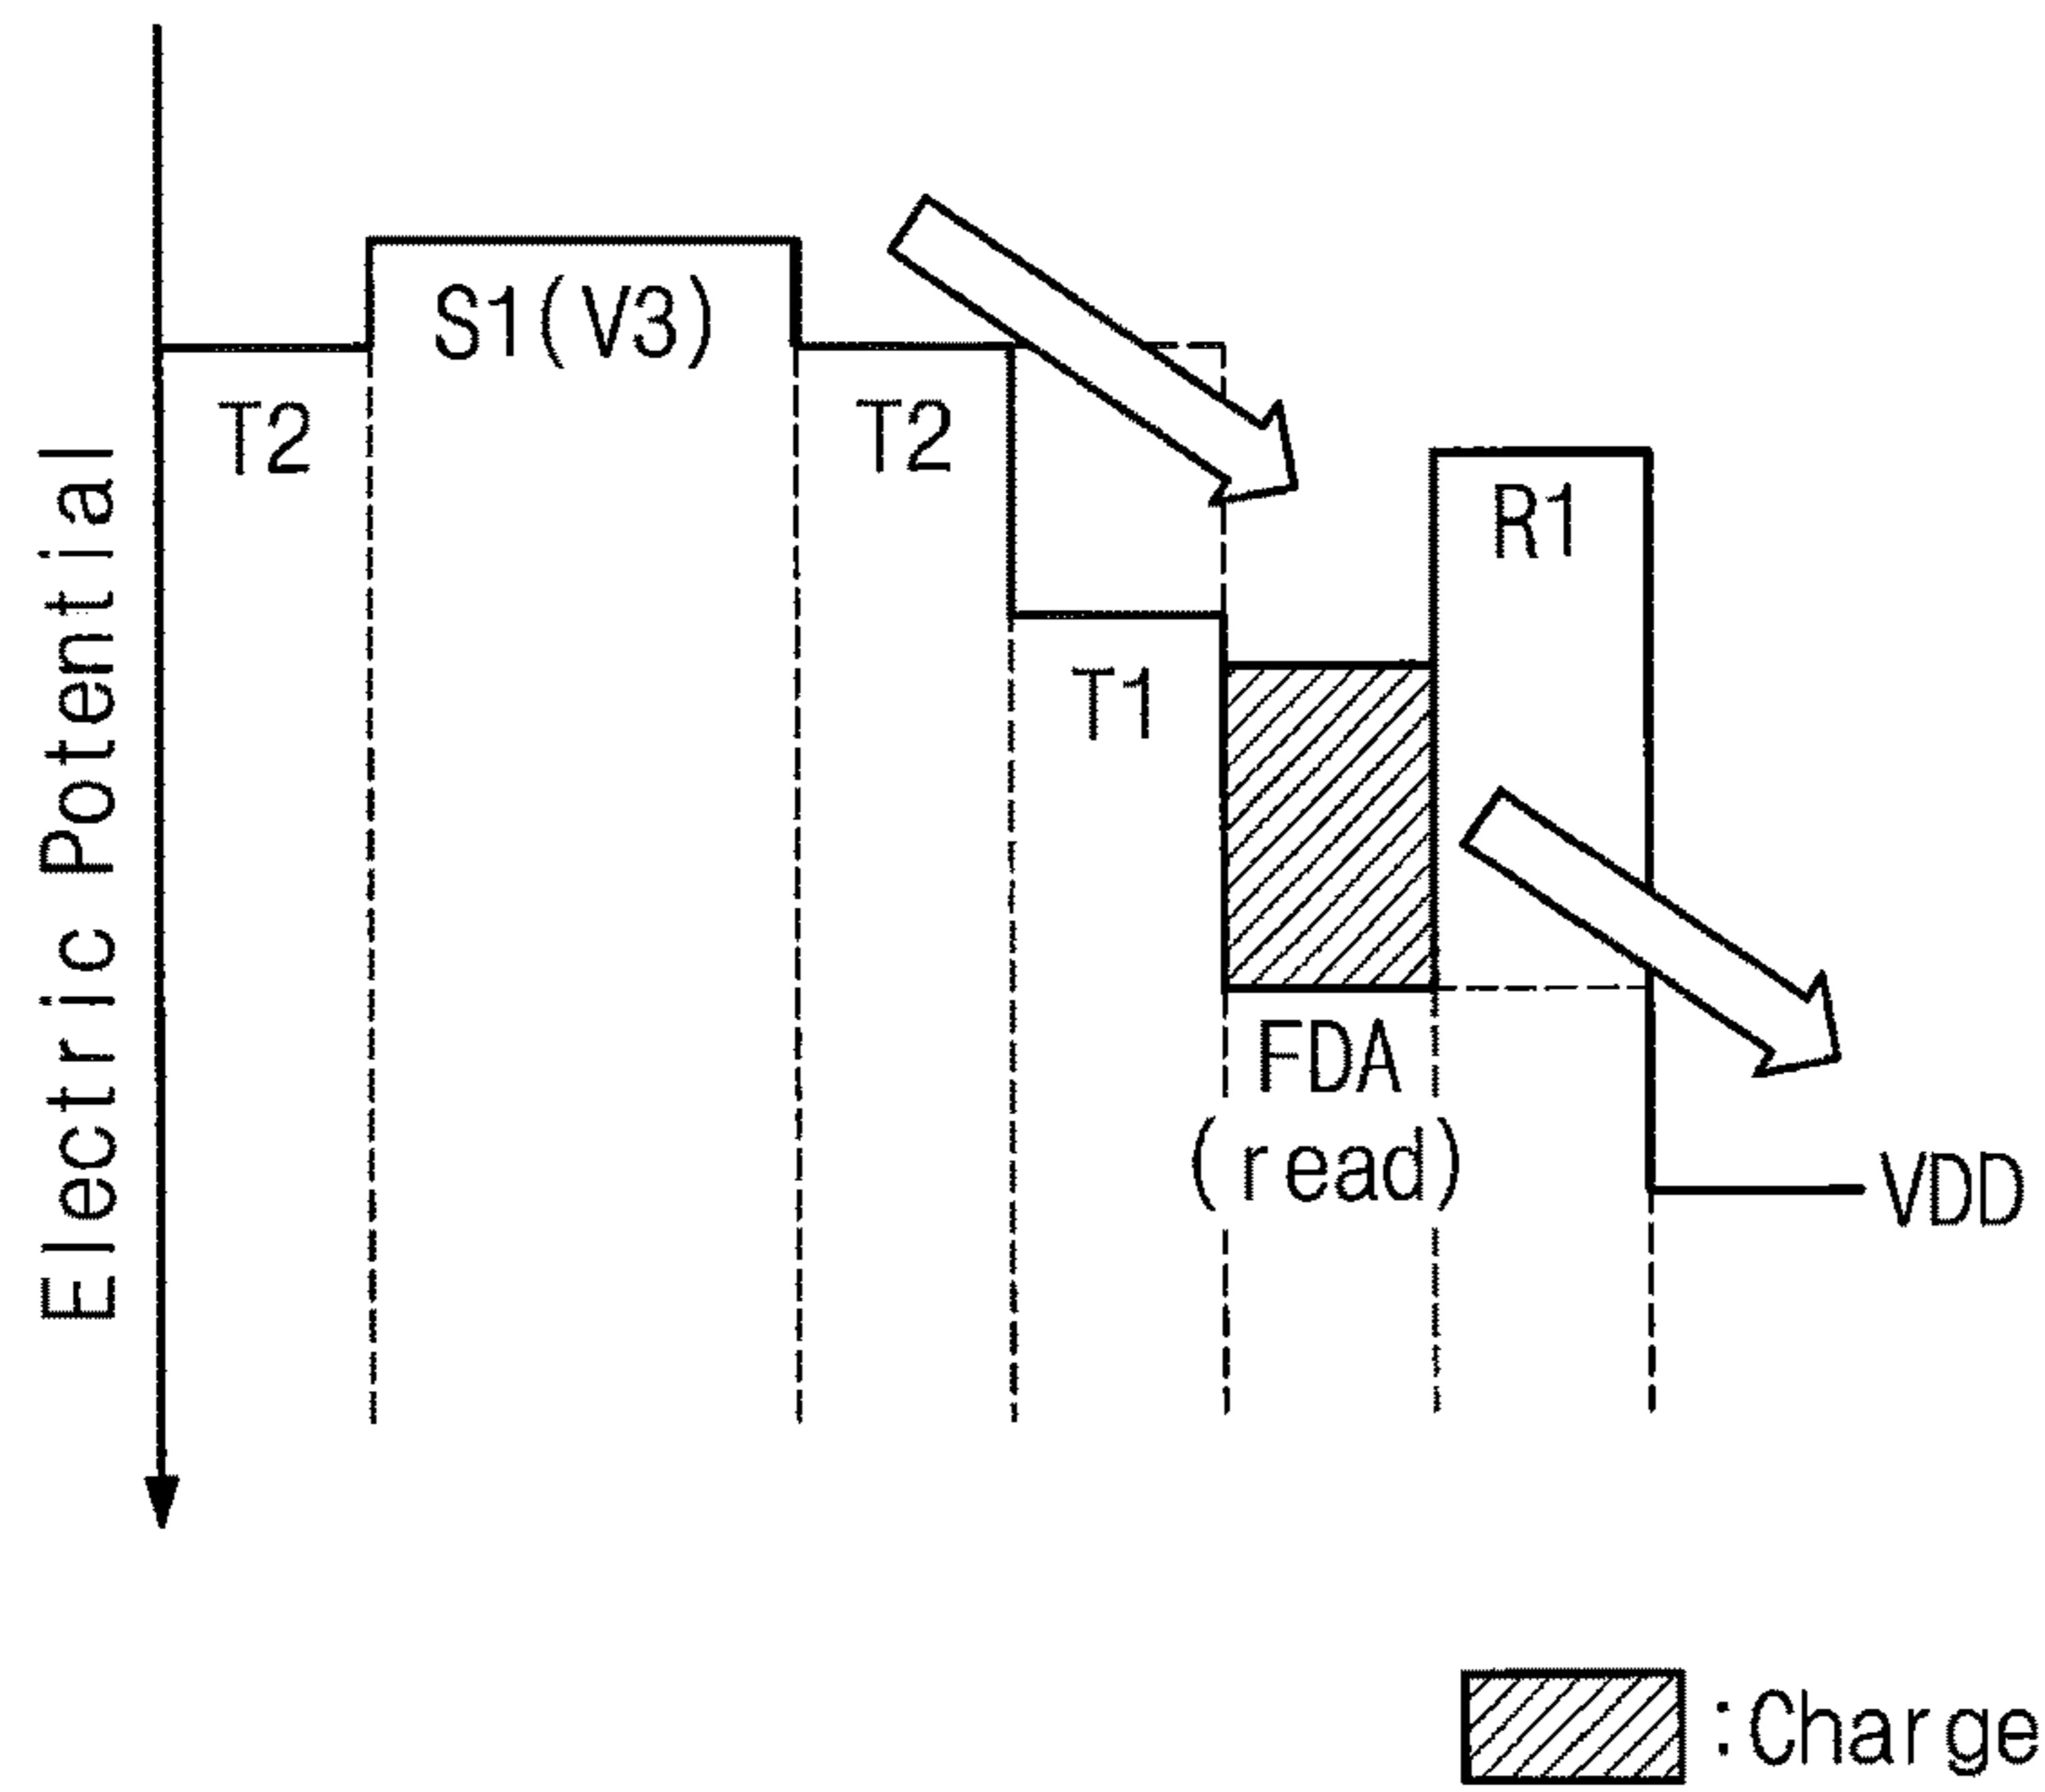 Electric Potential
S1(V3)
T2
T2
R1
T1
FDA
(read)
VDD
:Charge